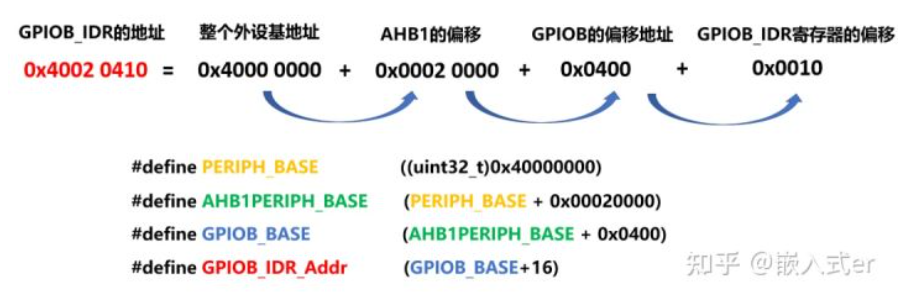 GPIOB_IDR的地址 整个外设基地址 AHB1的偏移 GPIOB的偏移地址 GPIOB_IDR寄存器的偏移
0x4002 0410 = 0x4000 0000 + 0x0002 0000 + 0x0400 + 0x0010
#define PERIPH_BASE ((uint32_t)0x40000000)
#define AHB1PERIPH_BASE (PERIPH_BASE + 0x00020000)
#define GPIOB_BASE (AHB1PERIPH_BASE + 0x0400)
#define GPIOB_IDR_Addr (GPIOB_BASE+16)
知乎 @嵌入式er